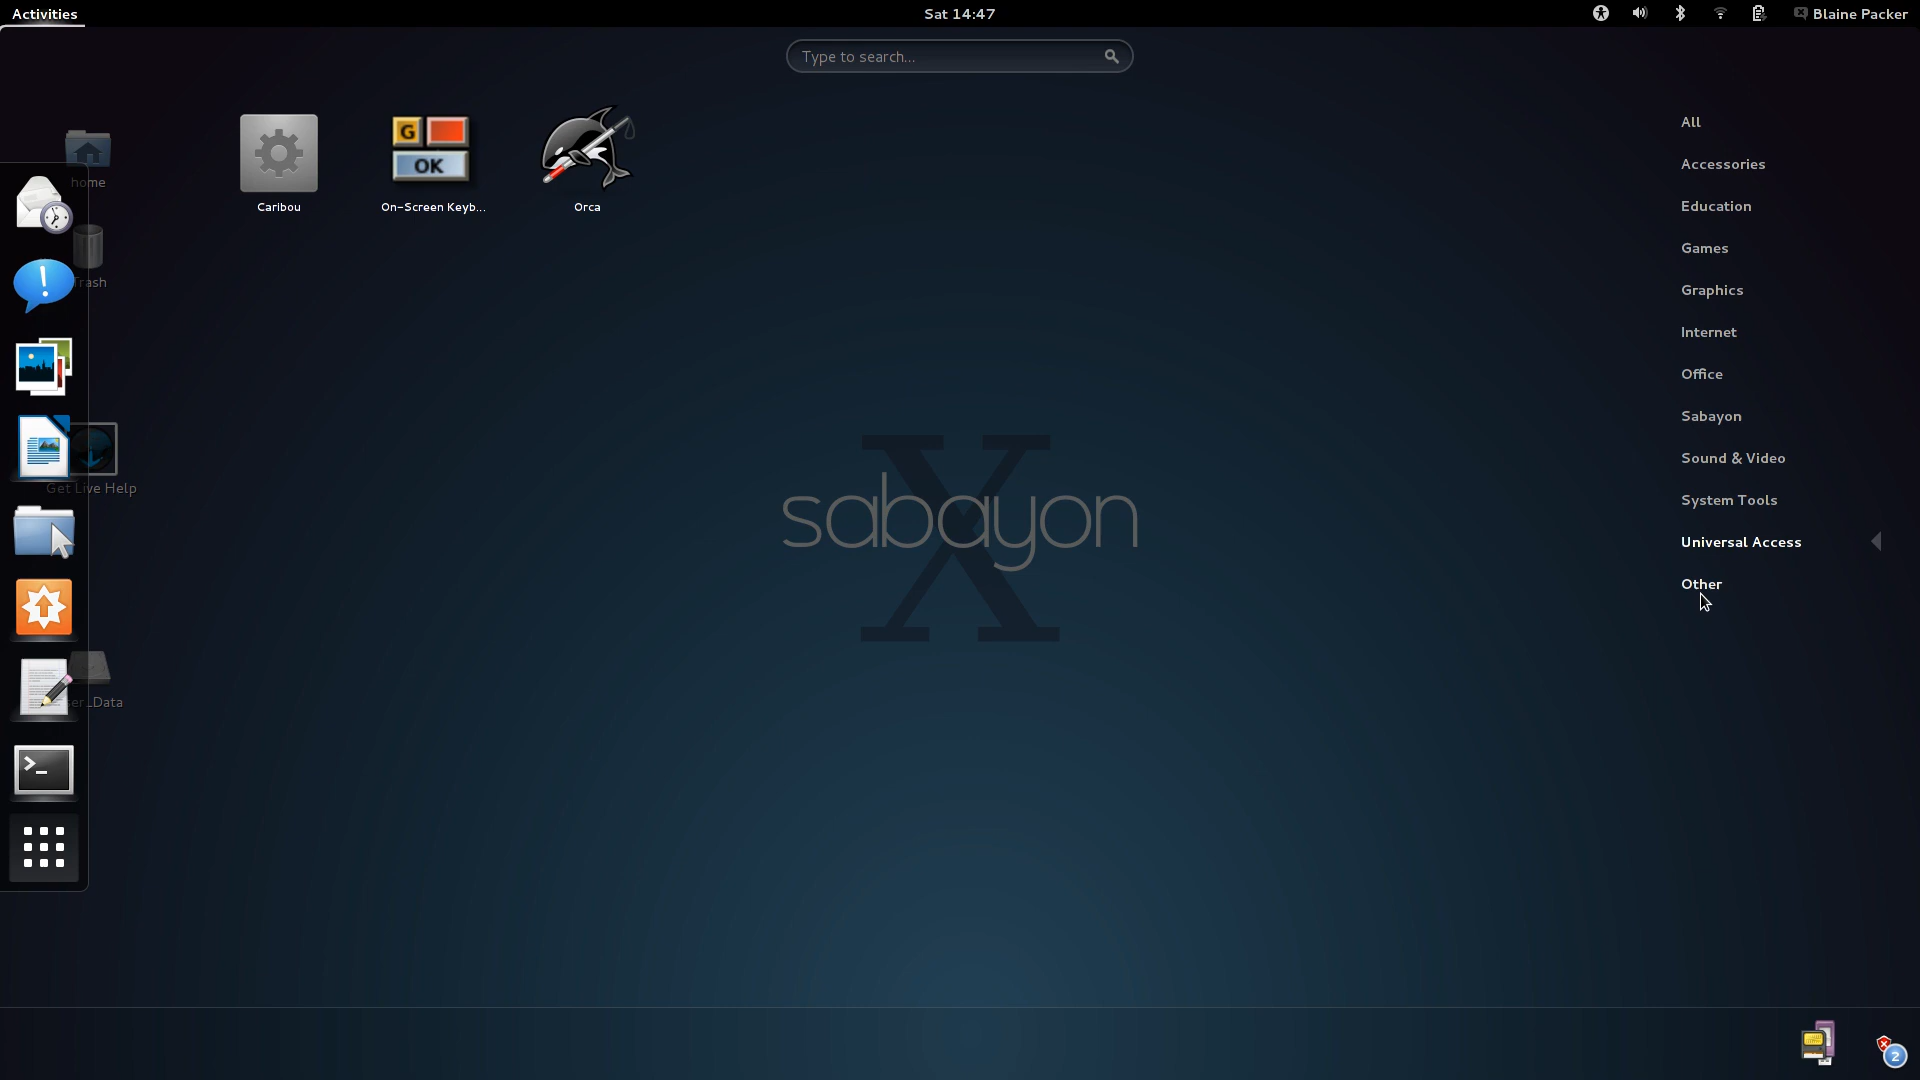 Activities
Sat 14:47
Blaine Packer
Type to search...
home
Trash
Get Live Help
er_Data
G
OK
Caribou
On-Screen Keyb...
Orca
X
sabayon
All
Accessories
Education
Games
Graphics
Internet
Office
Sabayon
Sound & Video
System Tools
Universal Access
Other
2